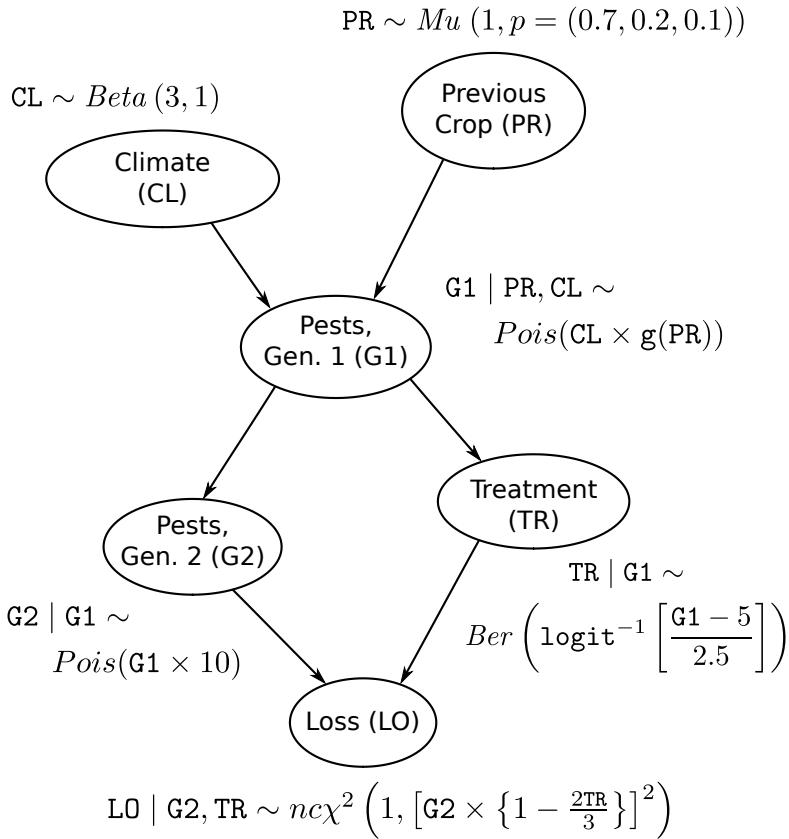 PR ∼ Mu (1, p = (0.7, 0.2, 0.1))
CL ∼ Beta (3, 1)
Previous
Crop (PR)
Climate
(CL)
G1 | PR, CL ∼
Pois(CL × g(PR))
Pests,
Gen. 1 (G1)
Treatment
(TR)
Pests,
Gen. 2 (G2)
TR | G1 ∼
Ber (logit⁻¹ [(G1 − 5)/2.5])
G2 | G1 ∼
Pois(G1 × 10)
Loss (LO)
LO | G2, TR ∼ ncχ² (1, [G2 × {1 − 2TR/3}]²)